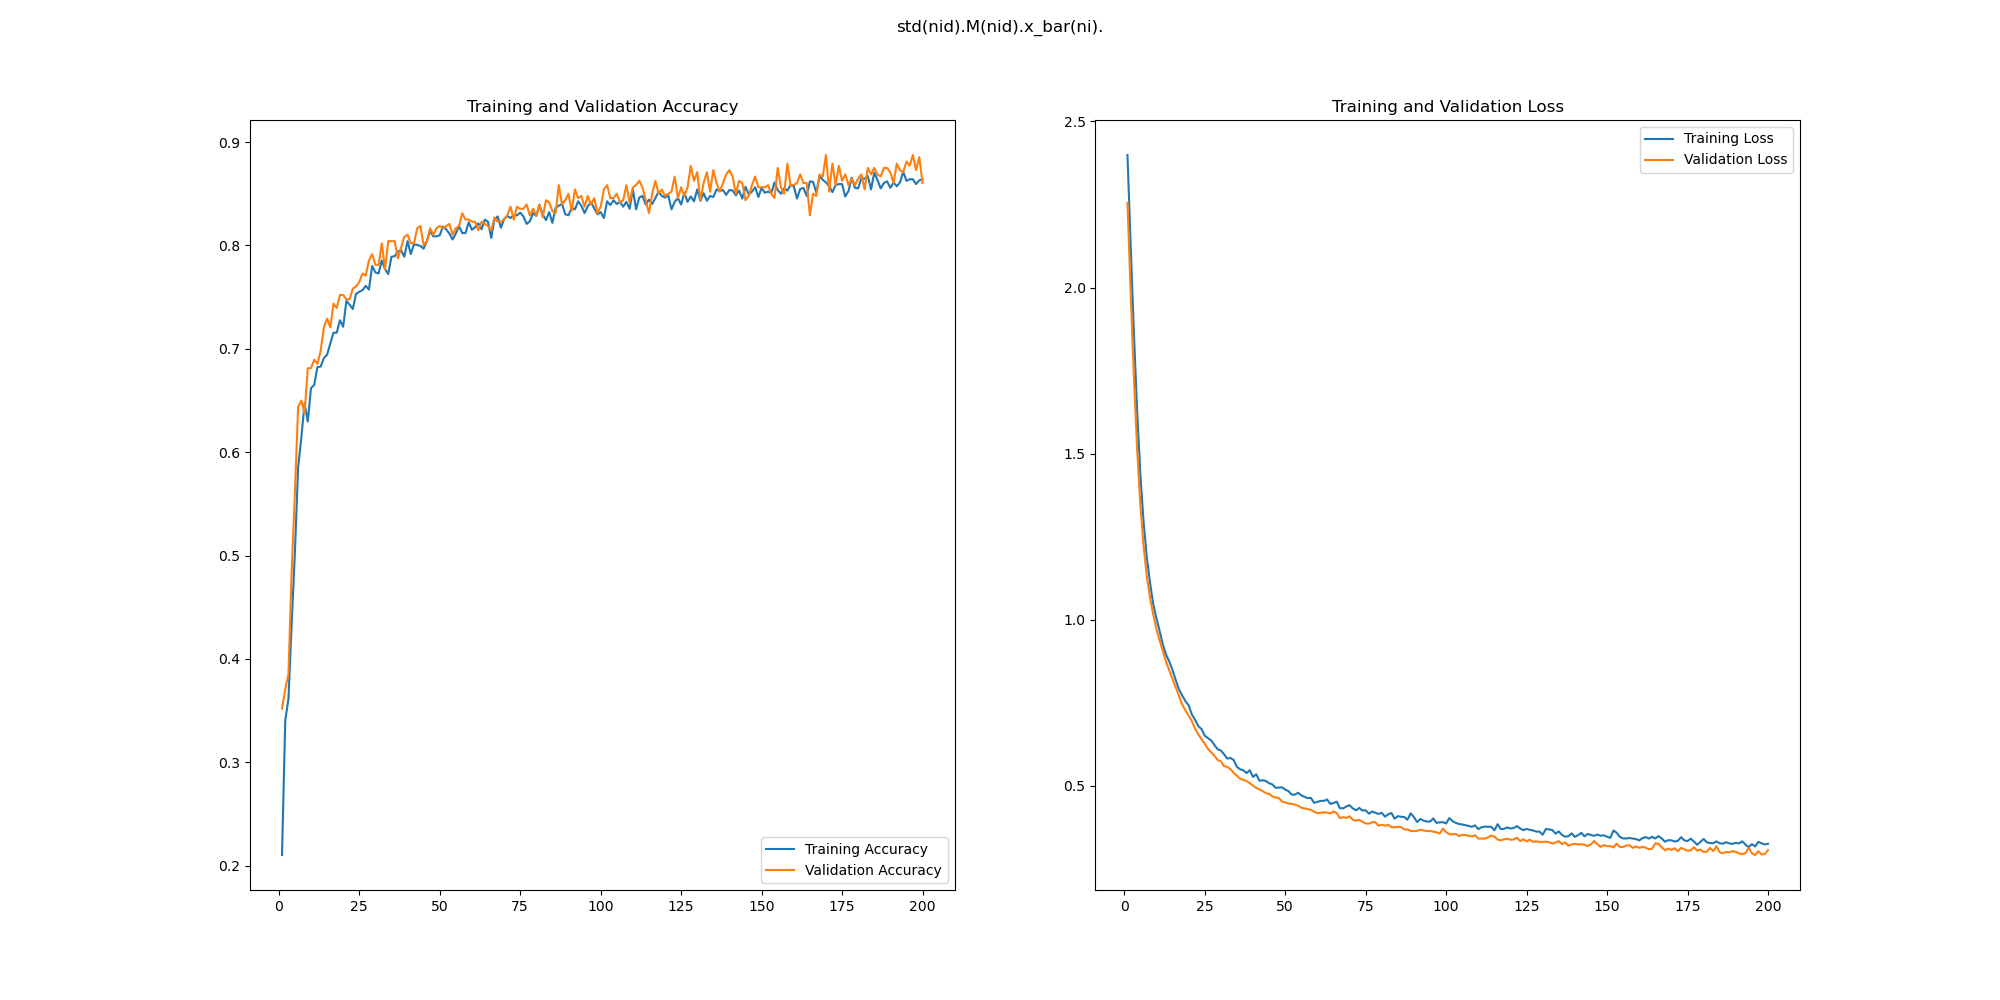 std(nid).M(nid).x_bar(ni).
Training and Validation Accuracy
0.9
0.8
0.7
0.6
0.5
0.4
0.3
0.2
0 25 50 75 100 125 150 175 200
Training Accuracy
Validation Accuracy
Training and Validation Loss
2.5
2.0
1.5
1.0
0.5
0 25 50 75 100 125 150 175 200
Training Loss
Validation Loss